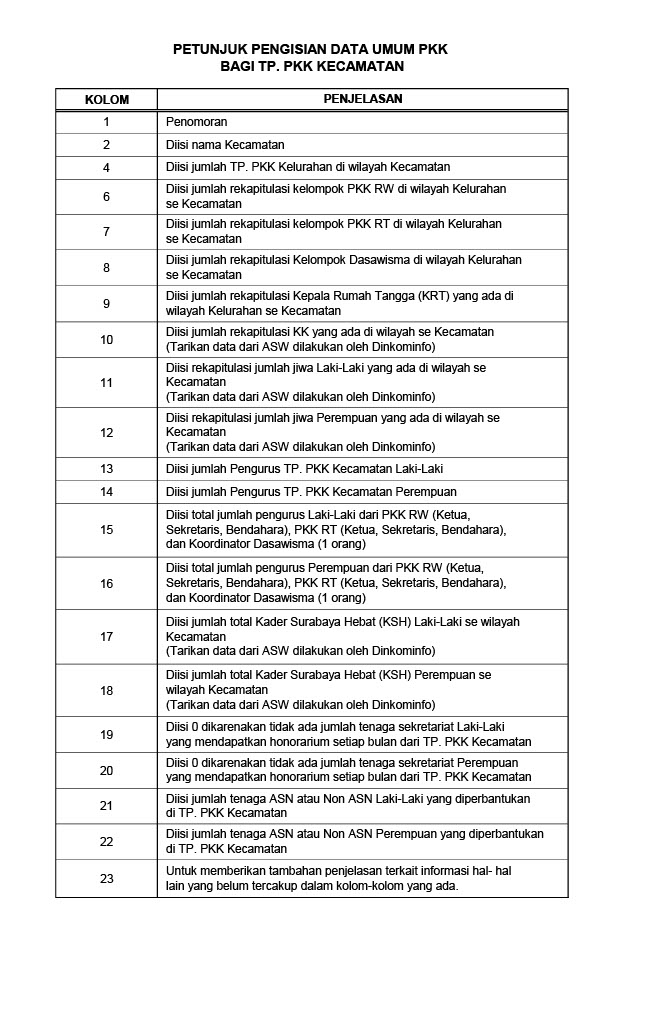 PETUNJUK PENGISIAN DATA UMUM PKK
BAGI TP. PKK KECAMATAN
KOLOM PENJELASAN
1 Penomoran
2 Diisi nama Kecamatan
4 Diisi jumlah TP. PKK Kelurahan di wilayah Kecamatan
6 Diisi jumlah rekapitulasi kelompok PKK RW di wilayah Kelurahan
se Kecamatan
7 Diisi jumlah rekapitulasi kelompok PKK RT di wilayah Kelurahan
se Kecamatan
8 Diisi jumlah rekapitulasi Kelompok Dasawisma di wilayah Kelurahan
se Kecamatan
9 Diisi jumlah rekapitulasi Kepala Rumah Tangga (KRT) yang ada di
wilayah Kelurahan se Kecamatan
10 Diisi jumlah rekapitulasi KK yang ada di wilayah se Kecamatan
(Tarikan data dari ASW dilakukan oleh Dinkominfo)
11 Diisi rekapitulasi jumlah jiwa Laki-Laki yang ada di wilayah se
Kecamatan
(Tarikan data dari ASW dilakukan oleh Dinkominfo)
12 Diisi rekapitulasi jumlah jiwa Perempuan yang ada di wilayah se
Kecamatan
(Tarikan data dari ASW dilakukan oleh Dinkominfo)
13 Diisi jumlah Pengurus TP. PKK Kecamatan Laki-Laki
14 Diisi jumlah Pengurus TP. PKK Kecamatan Perempuan
15 Diisi total jumlah pengurus Laki-Laki dari PKK RW (Ketua,
Sekretaris, Bendahara), PKK RT (Ketua, Sekretaris, Bendahara),
dan Koordinator Dasawisma (1 orang)
16 Diisi total jumlah pengurus Perempuan dari PKK RW (Ketua,
Sekretaris, Bendahara), PKK RT (Ketua, Sekretaris, Bendahara),
dan Koordinator Dasawisma (1 orang)
17 Diisi jumlah total Kader Surabaya Hebat (KSH) Laki-Laki se wilayah
Kecamatan
(Tarikan data dari ASW dilakukan oleh Dinkominfo)
18 Diisi jumlah total Kader Surabaya Hebat (KSH) Perempuan se
wilayah Kecamatan
(Tarikan data dari ASW dilakukan oleh Dinkominfo)
19 Diisi 0 dikarenakan tidak ada jumlah tenaga sekretariat Laki-Laki
yang mendapatkan honorarium setiap bulan dari TP. PKK Kecamatan
20 Diisi 0 dikarenakan tidak ada jumlah tenaga sekretariat Perempuan
yang mendapatkan honorarium setiap bulan dari TP. PKK Kecamatan
21 Diisi jumlah tenaga ASN atau Non ASN Laki-Laki yang diperbantukan
di TP. PKK Kecamatan
22 Diisi jumlah tenaga ASN atau Non ASN Perempuan yang diperbantukan
di TP. PKK Kecamatan
23 Untuk memberikan tambahan penjelasan terkait informasi hal- hal
lain yang belum tercakup dalam kolom-kolom yang ada.